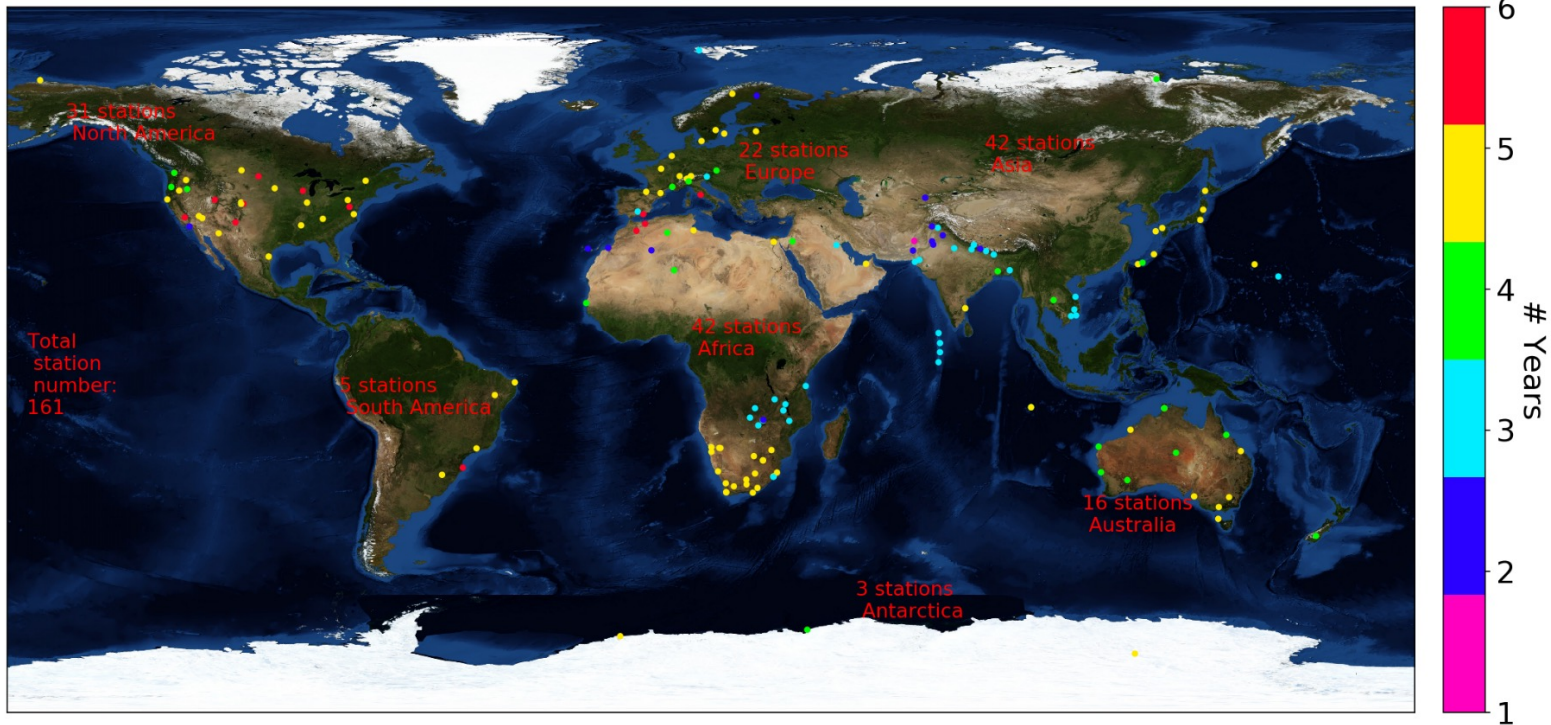 31 stations
North America
22 stations
Europe
42 stations
Asia
42 stations
Africa
Total
station
number:
161
5 stations
South America
16 stations
Australia
3 stations
Antarctica
6
5
4
3
2
1
# Years